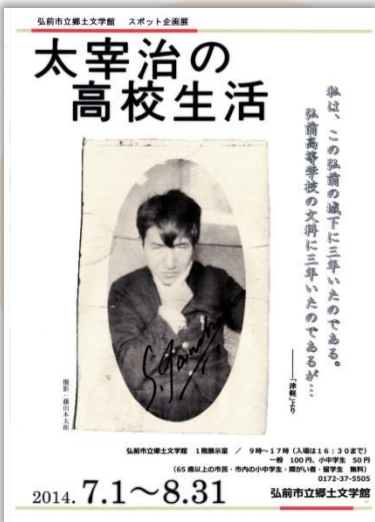 弘前市立郷土文学館 スポット企画展
太宰治の
高校生活
私は、この弘前の城下に三年いたのである。
弘前高等学校の文科に三年いたのであるが…
――「津軽」より
撮影：藤田本太郎
弘前市立郷土文学館 1階展示室 / 9時～17時（入場は16：30まで）
一般 100円、小中学生 50円
（65歳以上の市民・市内の小中学生・障がい者・留学生 無料）
0172-37-5505
2014. 7.1～8.31
弘前市立郷土文学館